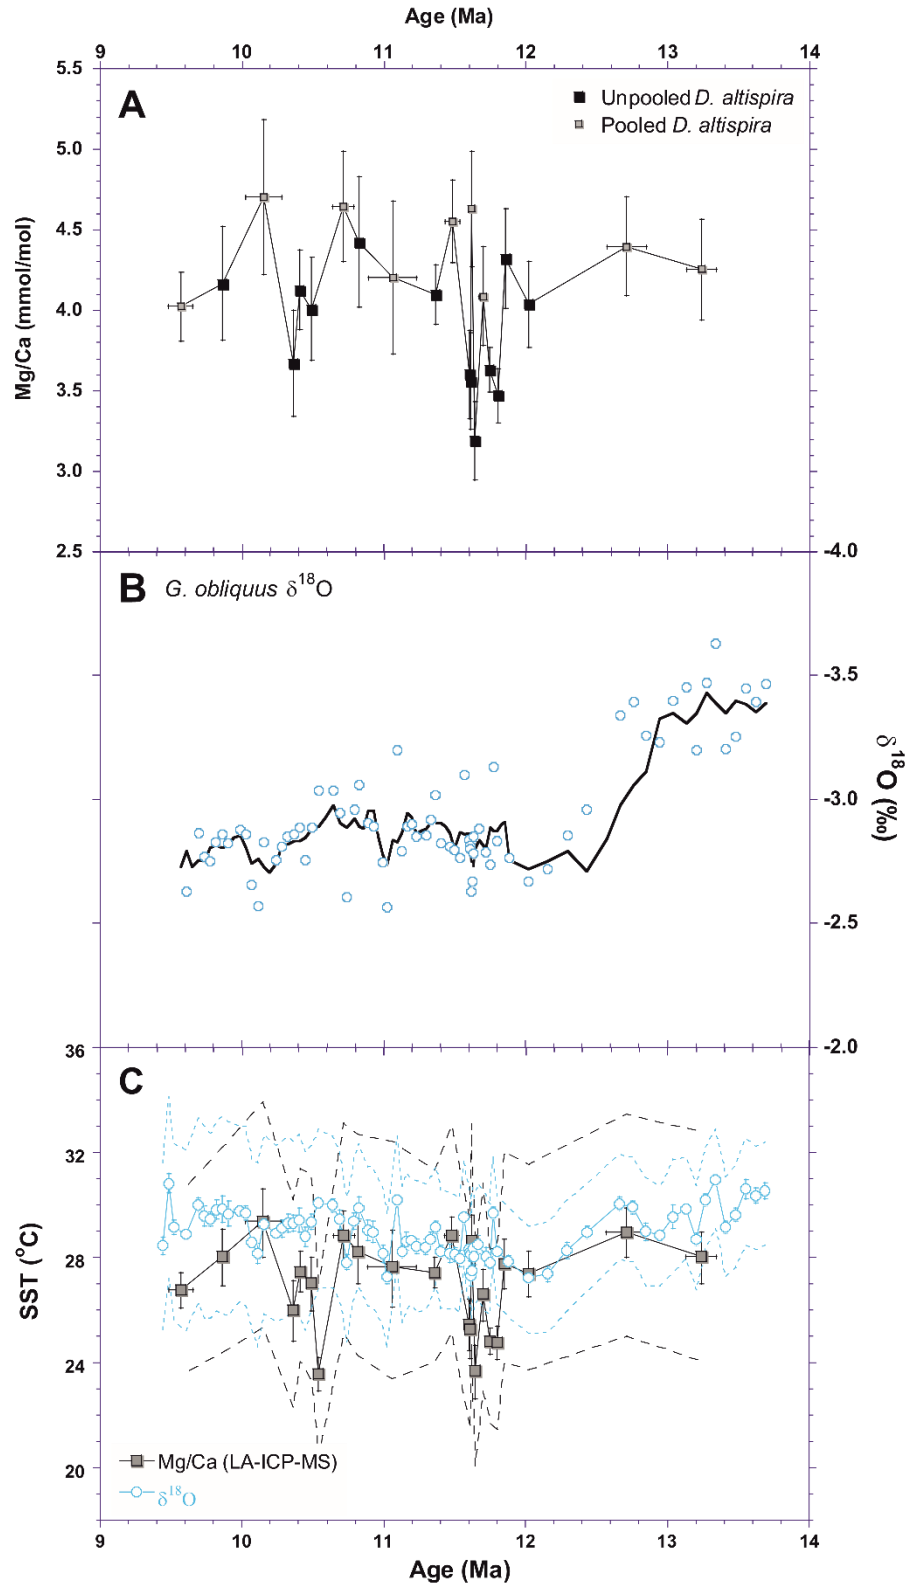 Age (Ma)
9 10 11 12 13 14
5.5
A
Unpooled D. altispira
Pooled D. altispira
5.0
4.5
4.0
3.5
3.0
2.5
Mg/Ca (mmol/mol)
-4.0
B G. obliquus δ18O
-3.5
-3.0
-2.5
-2.0
δ18O (‰)
36
C
32
28
24
20
SST (°C)
Mg/Ca (LA-ICP-MS)
δ18O
9 10 11 12 13 14
Age (Ma)